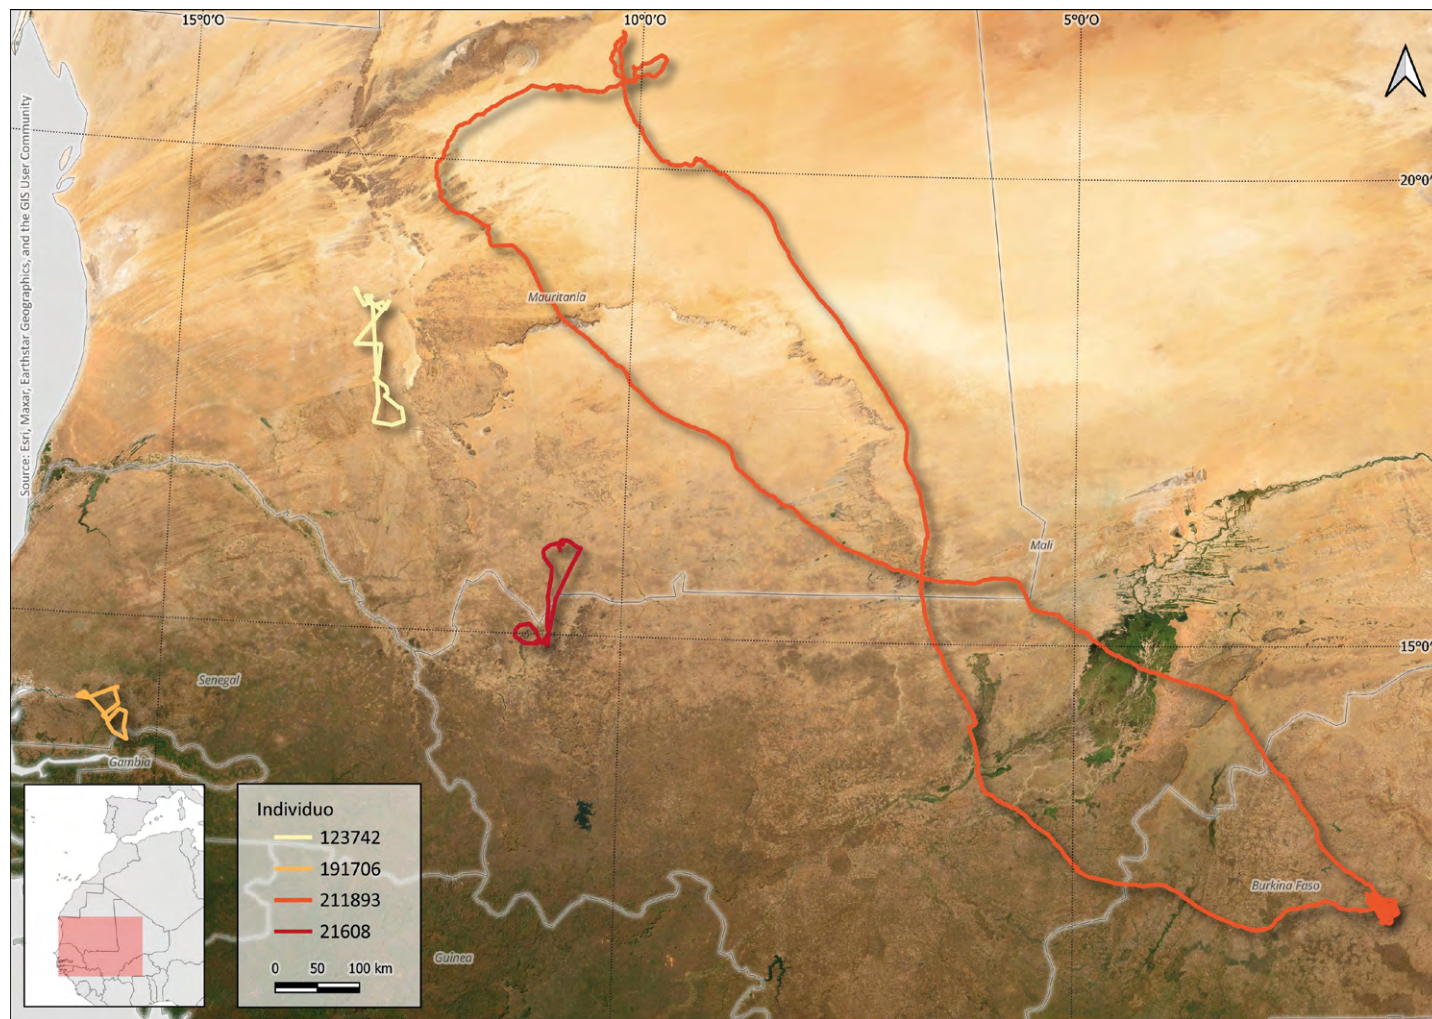 15°0'O
10°0'O
5°0'O
Source: Esri, Maxar, Earthstar Geographics, and the GIS User Community
20°0'
Mauritania
Mali
15°0'
Senegal
Gambia
Burkina Faso
Guinea
Individuo
123742
191706
211893
21608
0 50 100 km